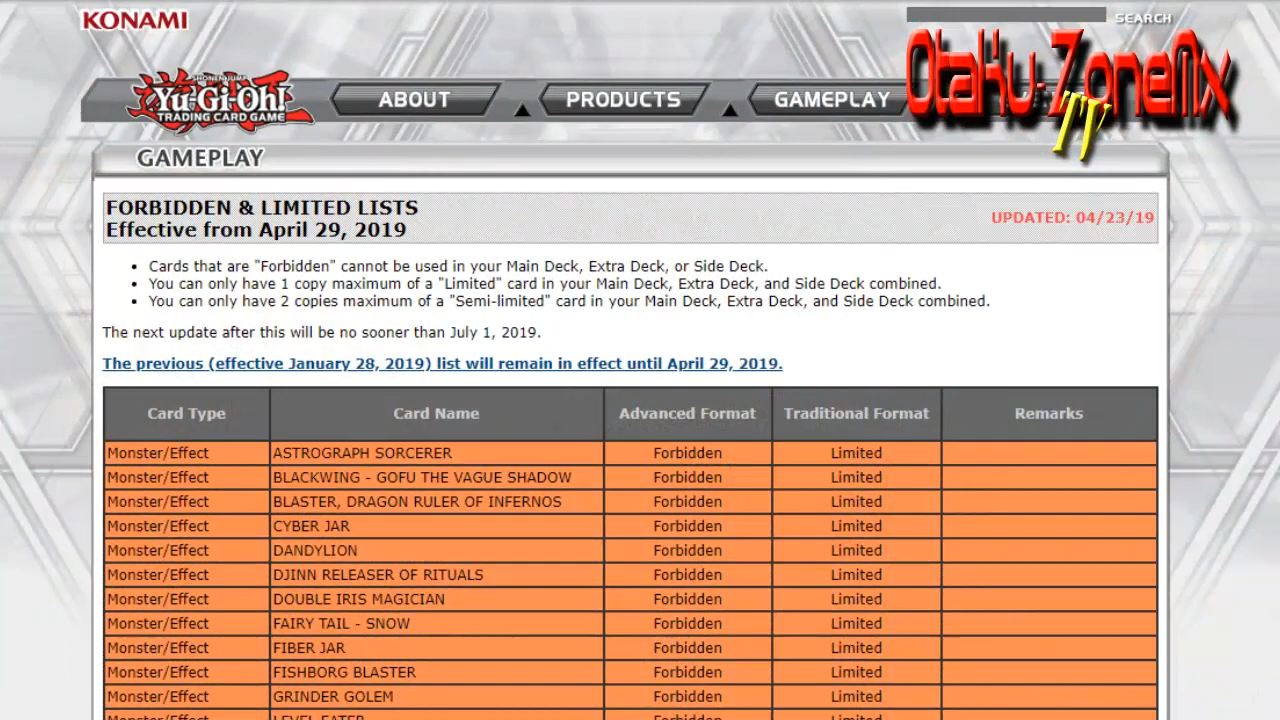 KONAMI
SEARCH
Otaku-ZoneMx
TV
SHONEN JUMP
Yu-Gi-Oh!
TRADING CARD GAME
ABOUT
PRODUCTS
GAMEPLAY
GAMEPLAY
FORBIDDEN & LIMITED LISTS
Effective from April 29, 2019
UPDATED: 04/23/19
• Cards that are "Forbidden" cannot be used in your Main Deck, Extra Deck, or Side Deck.
• You can only have 1 copy maximum of a "Limited" card in your Main Deck, Extra Deck, and Side Deck combined.
• You can only have 2 copies maximum of a "Semi-limited" card in your Main Deck, Extra Deck, and Side Deck combined.
The next update after this will be no sooner than July 1, 2019.
The previous (effective January 28, 2019) list will remain in effect until April 29, 2019.
Card Type Card Name Advanced Format Traditional Format Remarks
Monster/Effect ASTROGRAPH SORCERER Forbidden Limited
Monster/Effect BLACKWING - GOFU THE VAGUE SHADOW Forbidden Limited
Monster/Effect BLASTER, DRAGON RULER OF INFERNOS Forbidden Limited
Monster/Effect CYBER JAR Forbidden Limited
Monster/Effect DANDYLION Forbidden Limited
Monster/Effect DJINN RELEASER OF RITUALS Forbidden Limited
Monster/Effect DOUBLE IRIS MAGICIAN Forbidden Limited
Monster/Effect FAIRY TAIL - SNOW Forbidden Limited
Monster/Effect FIBER JAR Forbidden Limited
Monster/Effect FISHBORG BLASTER Forbidden Limited
Monster/Effect GRINDER GOLEM Forbidden Limited
Monster/Effect LEVEL EATER Forbidden Limited